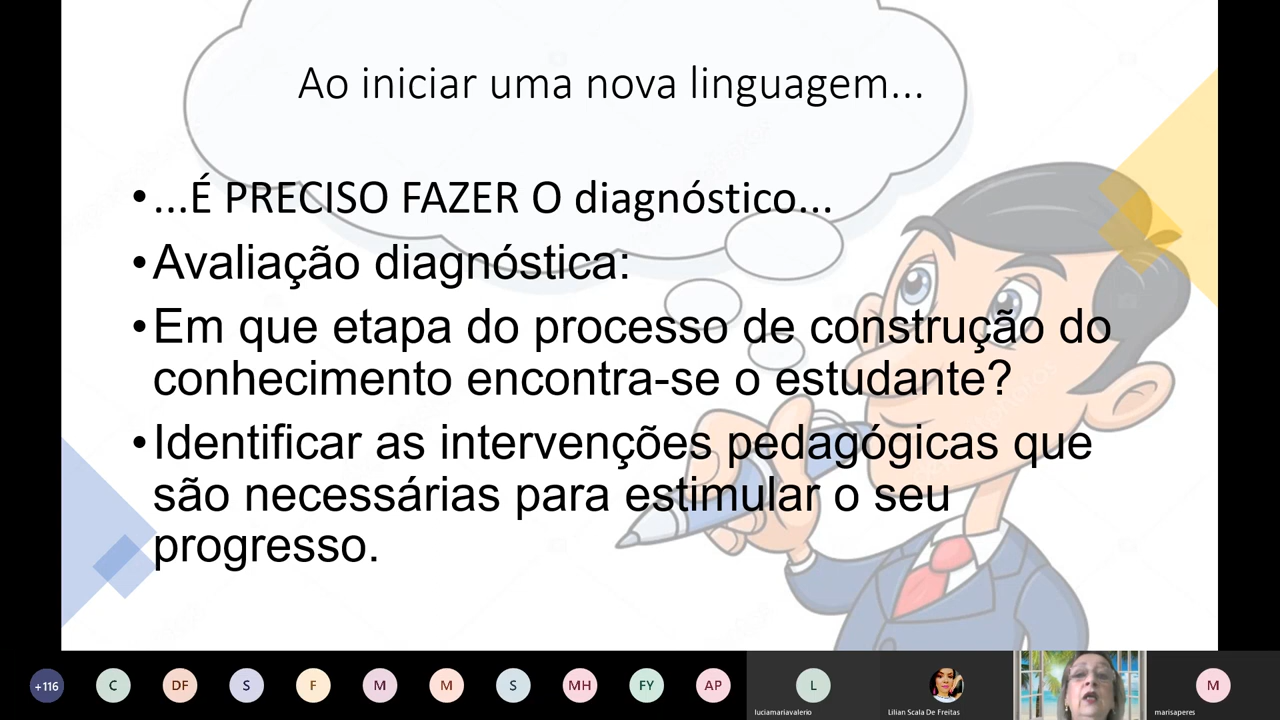 Ao iniciar uma nova linguagem...
•...É PRECISO FAZER O diagnóstico...
•Avaliação diagnóstica:
•Em que etapa do processo de construção do
conhecimento encontra-se o estudante?
•Identificar as intervenções pedagógicas que
são necessárias para estimular o seu
progresso.
+116 C DF S F M M S MH FY AP L M
luciamariavalerio Lilian Scala De Freitas marisaperes